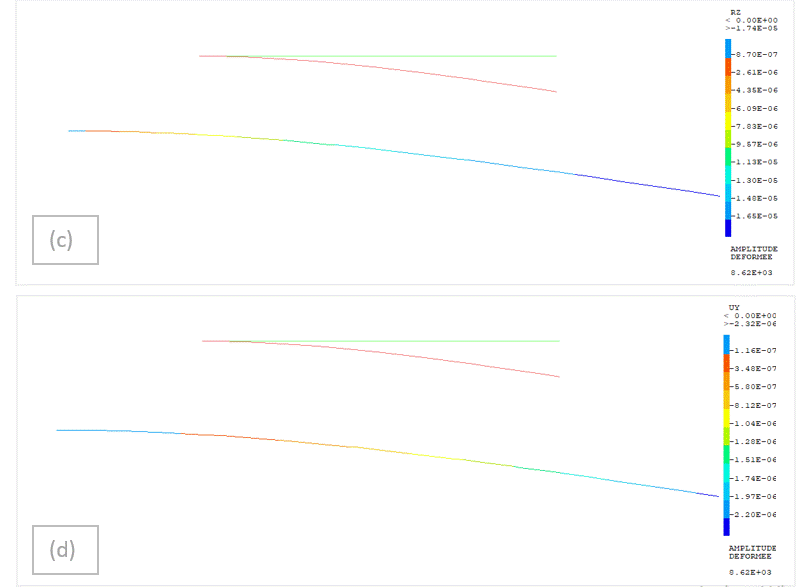 RZ
< 0.00E+00
>-1.74E-05
-8.70E-07
-2.61E-06
-4.35E-06
-6.09E-06
-7.83E-06
-9.57E-06
-1.13E-05
-1.30E-05
-1.48E-05
-1.65E-05
AMPLITUDE
DEFORMEE
8.62E+03
(c)
UY
< 0.00E+00
>-2.32E-06
-1.16E-07
-3.48E-07
-5.80E-07
-8.12E-07
-1.04E-06
-1.28E-06
-1.51E-06
-1.74E-06
-1.97E-06
-2.20E-06
AMPLITUDE
DEFORMEE
8.62E+03
(d)